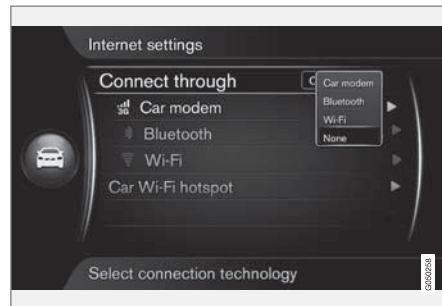 Internet settings
Connect through
Car modem
Bluetooth
Wi-Fi
None
3G Car modem
Bluetooth
Wi-Fi
Car Wi-Fi hotspot
Select connection technology
G050258